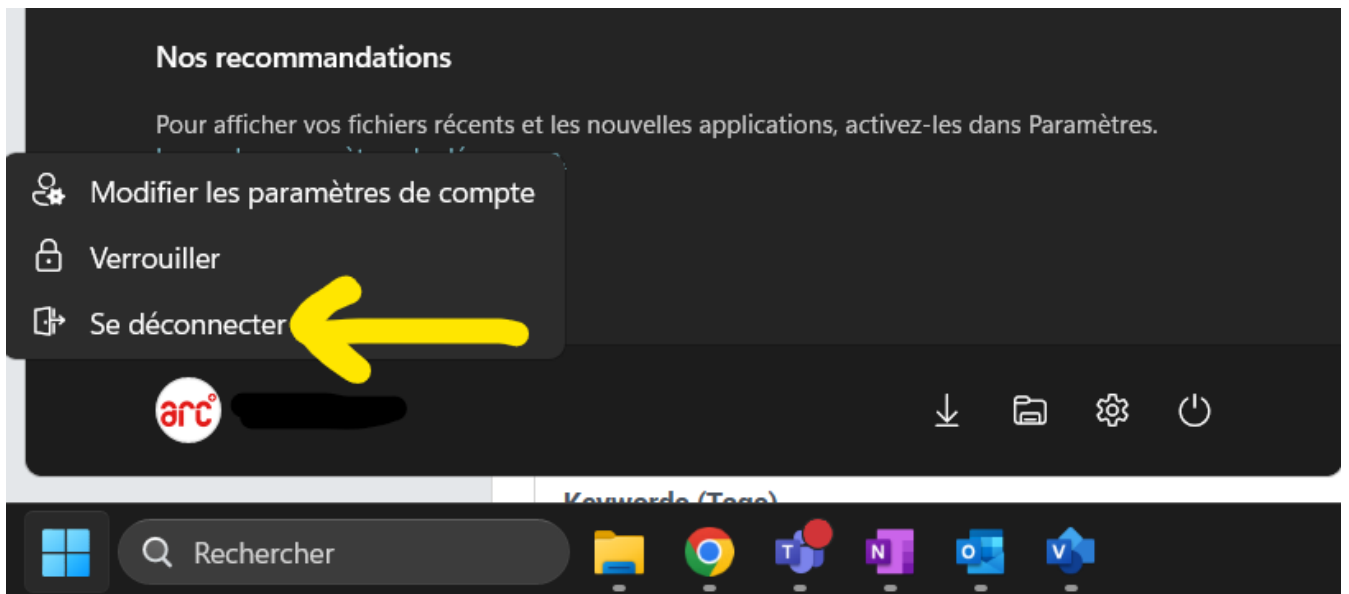 Nos recommandations
Pour afficher vos fichiers récents et les nouvelles applications, activez-les dans Paramètres.
Modifier les paramètres de compte
Verrouiller
Se déconnecter
arc+
Keywords (Tags)
Rechercher
T
N
O
V